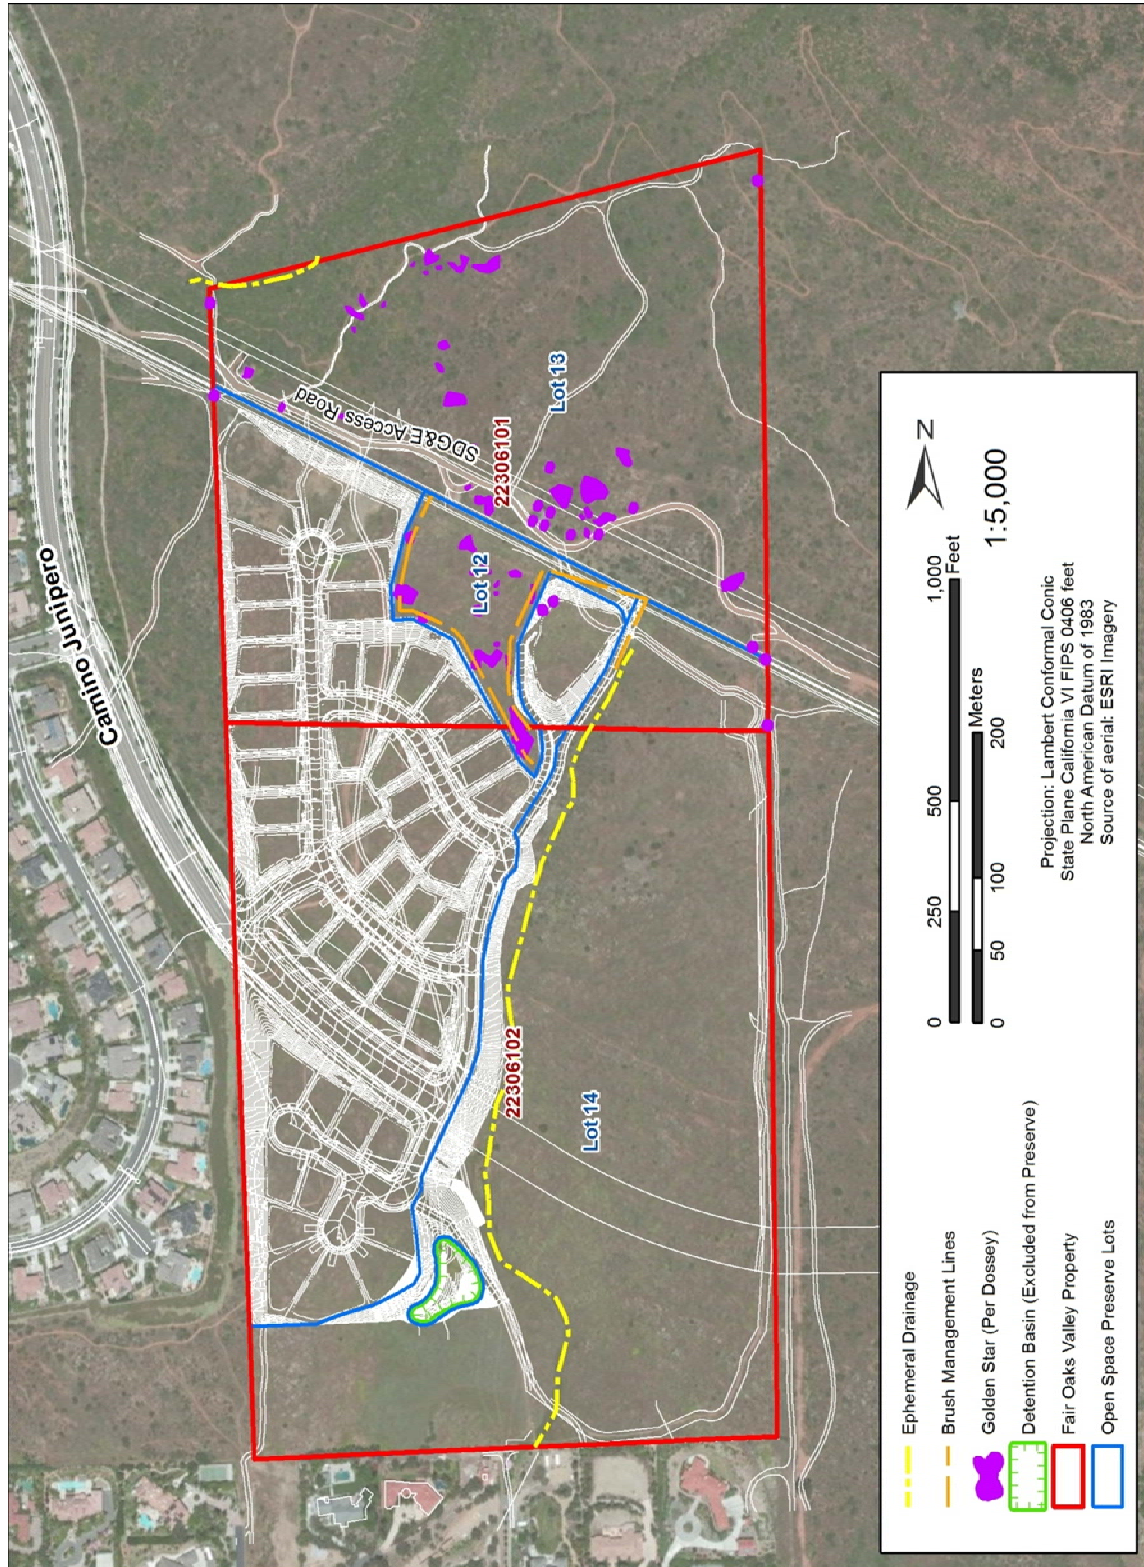 Camino Junipero
SDG&E Access Road
22306101
Lot 13
Lot 12
22306102
Lot 14
Ephemeral Drainage
Brush Management Lines
Golden Star (Per Dossey)
Detention Basin (Excluded from Preserve)
Fair Oaks Valley Property
Open Space Preserve Lots
0 250 500 1,000
Feet
Meters
0 50 100 200
N
1:5,000
Projection: Lambert Conformal Conic
State Plane California VI FIPS 0406 feet
North American Datum of 1983
Source of aerial: ESRI Imagery